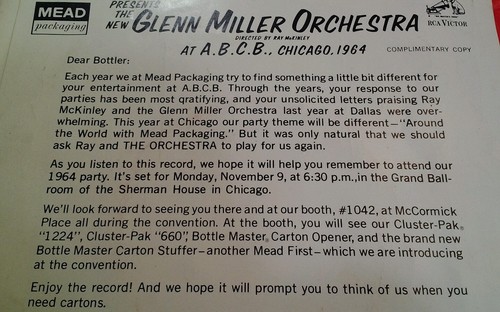 MEAD
packaging
PRESENTS
THE
NEW GLENN MILLER ORCHESTRA
DIRECTED BY RAY McKINLEY
AT A.B.C.B., CHICAGO, 1964
RCA VICTOR
COMPLIMENTARY COPY
Dear Bottler:
Each year we at Mead Packaging try to find something a little bit different for
your entertainment at A.B.C.B. Through the years, your response to our
parties has been most qratifying, and your unsolicited letters praising Ray
McKinley and the Glenn Miller Orchestra last year at Dallas were over-
whelming. This year at Chicago our party theme will be different—"Around
the World with Mead Packaging." But it was only natural that we should
ask Ray and THE ORCHESTRA to play for us again.
As you listen to this record, we hope it will help you remember to attend our
1964 party. It's set for Monday, November 9, at 6:30 p.m.,in the Grand Ball-
room of the Sherman House in Chicago.
We'll look forward to seeing you there and at our booth, #1042, at McCormick
Place all during the convention. At the booth, you will see our Cluster-Pak®
"1224", Cluster-Pak "660", Bottle Master® Carton Opener, and the brand new
Bottle Master Carton Stuffer—another Mead First—which we are introducing
at the convention.
Enjoy the record! And we hope it will prompt you to think of us when you
need cartons.